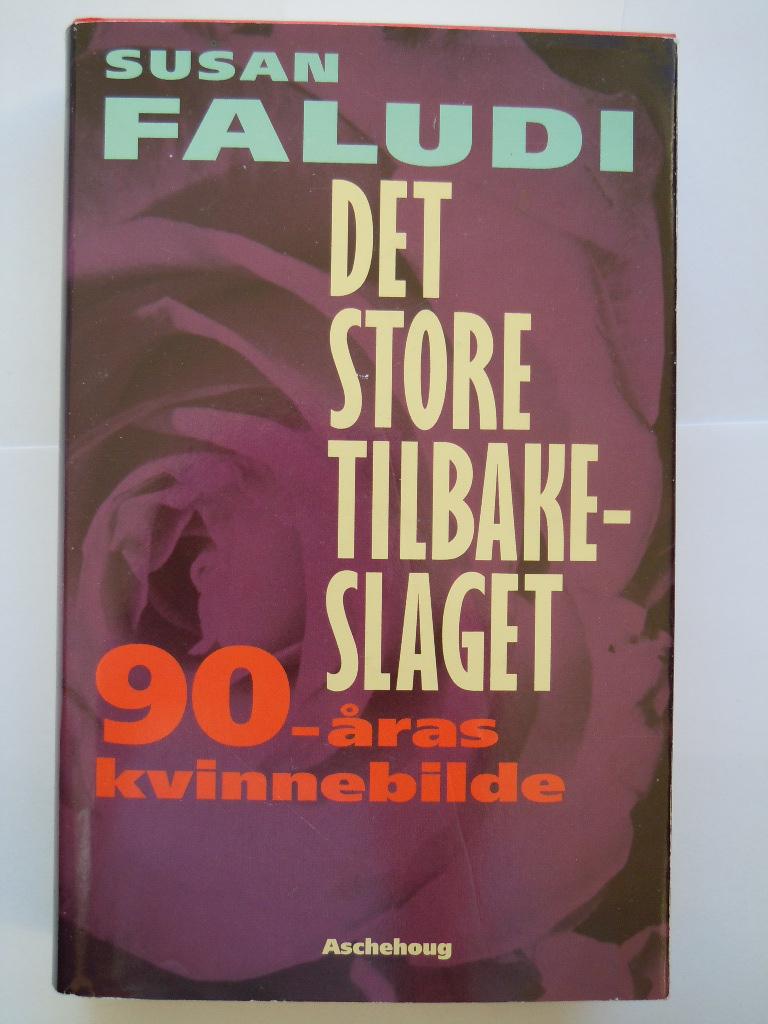 SUSAN
FALUDI
DET
STORE
TILBAKE-
SLAGET
90-åras
kvinnebilde
Aschehoug